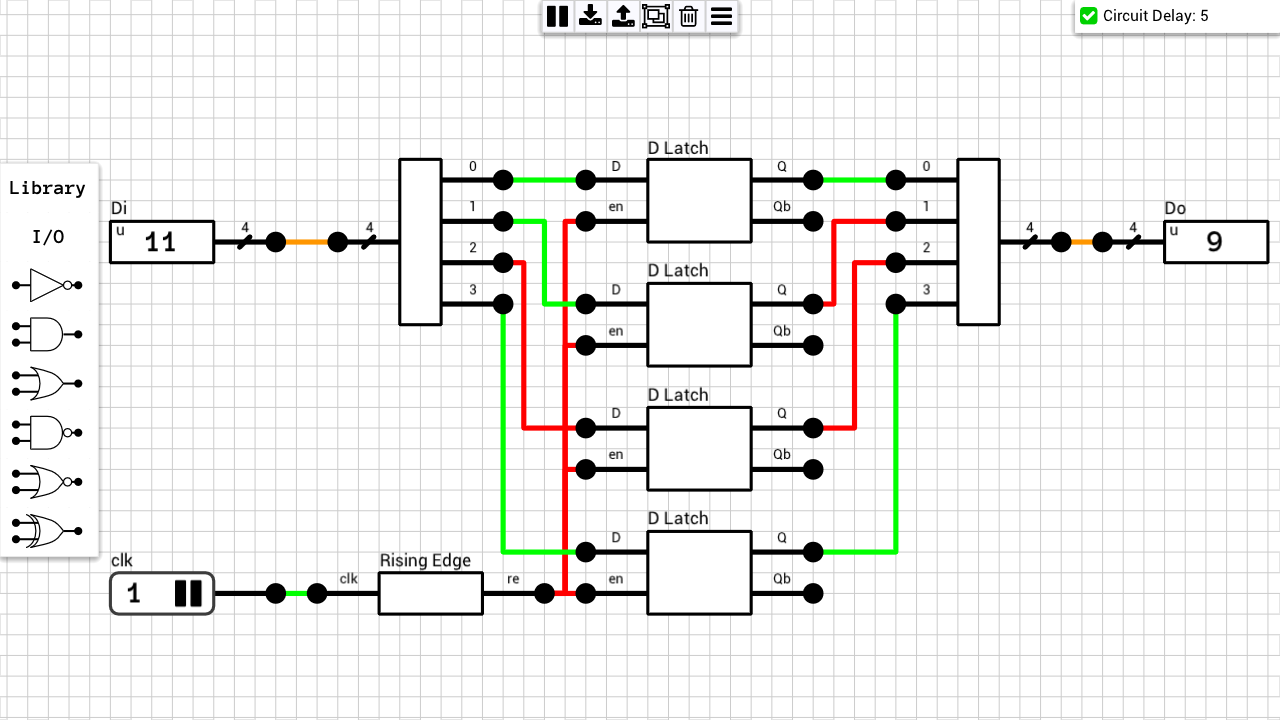 Circuit Delay: 5
Library
I/O
Di
u
11
4
4
0
1
2
3
D Latch
D
en
Q
Qb
D Latch
D
en
Q
Qb
D Latch
D
en
Q
Qb
D Latch
D
en
Q
Qb
0
1
2
3
4
4
Do
u
9
clk
1
clk
Rising Edge
re